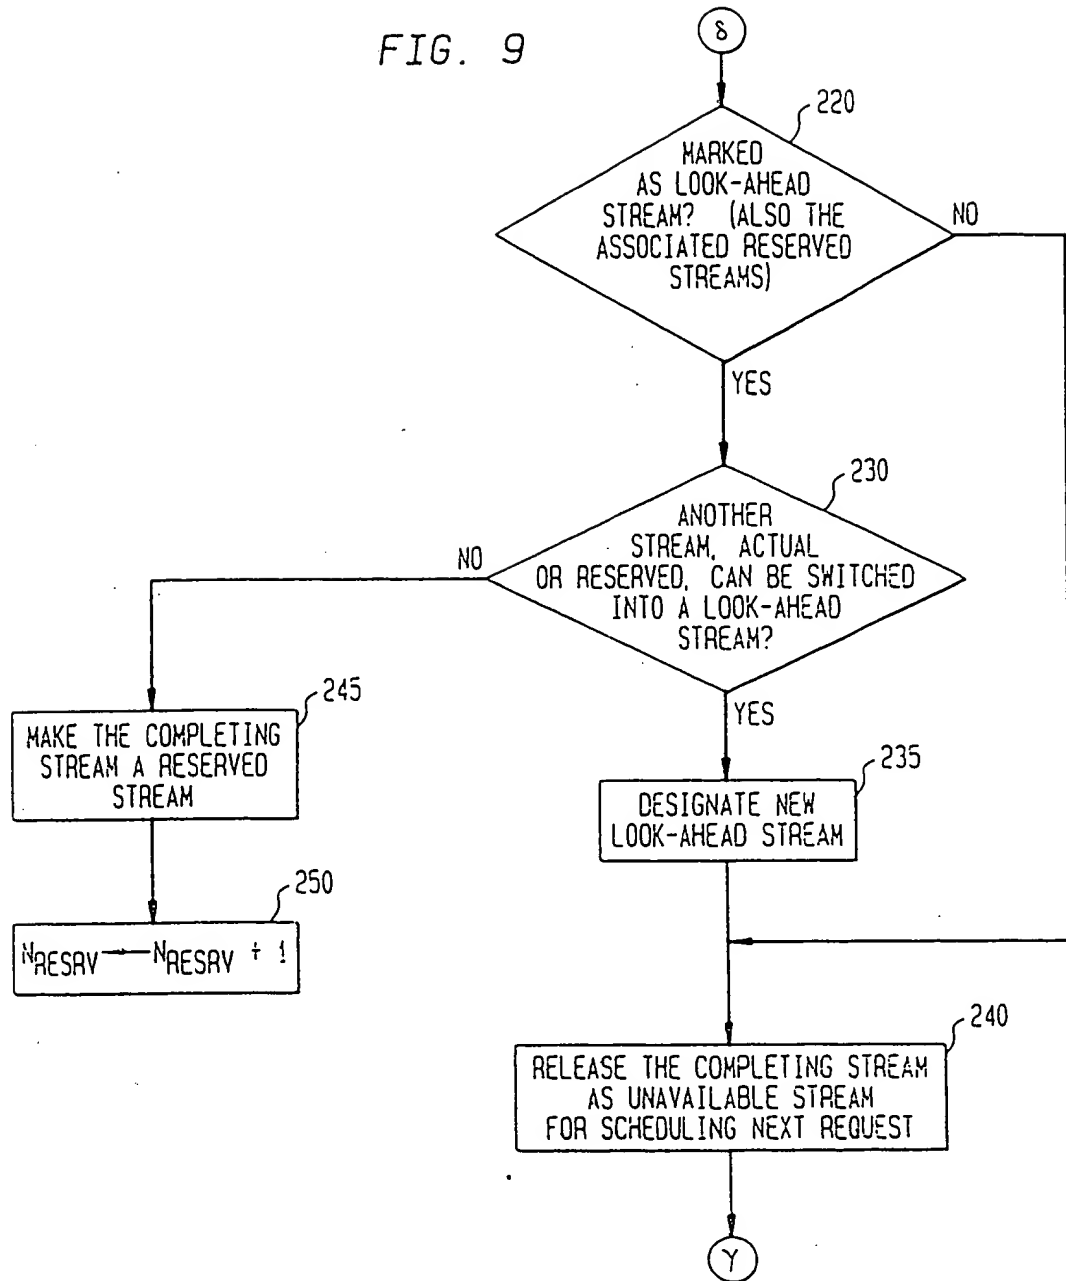 FIG. 9
δ
220
MARKED
AS LOOK-AHEAD
STREAM? (ALSO THE
ASSOCIATED RESERVED
STREAMS)
NO
YES
230
ANOTHER
STREAM, ACTUAL
OR RESERVED, CAN BE SWITCHED
INTO A LOOK-AHEAD
STREAM?
NO
YES
245
MAKE THE COMPLETING
STREAM A RESERVED
STREAM
235
DESIGNATE NEW
LOOK-AHEAD STREAM
250
NRESRV ← NRESRV + 1
240
RELEASE THE COMPLETING STREAM
AS UNAVAILABLE STREAM
FOR SCHEDULING NEXT REQUEST
γ